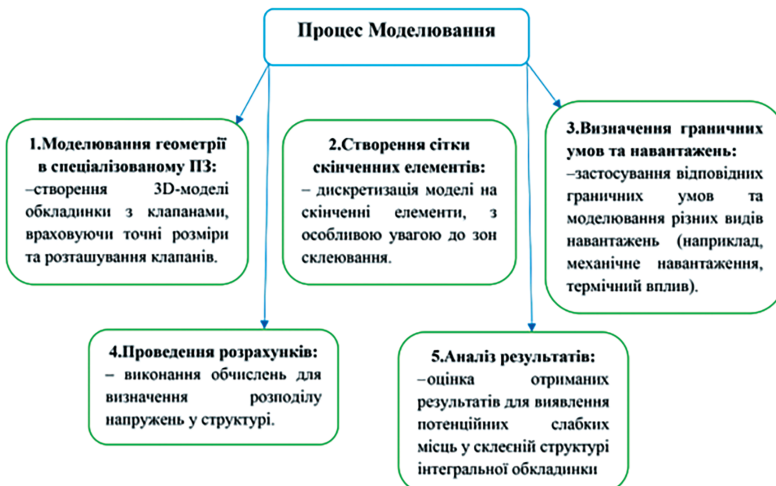 Процес Моделювання
1.Моделювання геометрії
в спеціалізованому ПЗ:
–створення 3D-моделі
обкладинки з клапанами,
враховуючи точні розміри
та розташування клапанів.
2.Створення сітки
скінченних елементів:
– дискретизація моделі на
скінченні елементи, з
особливою увагою до зон
склеювання.
3.Визначення граничних
умов та навантажень:
–застосування відповідних
граничних умов та
моделювання різних видів
навантажень (наприклад,
механічне навантаження,
термічний вплив).
4.Проведення розрахунків:
– виконання обчислень для
визначення розподілу
напружень у структурі.
5.Аналіз результатів:
–оцінка отриманих
результатів для виявлення
потенційних слабких
місць у склеєній структурі
інтегральної обкладинки